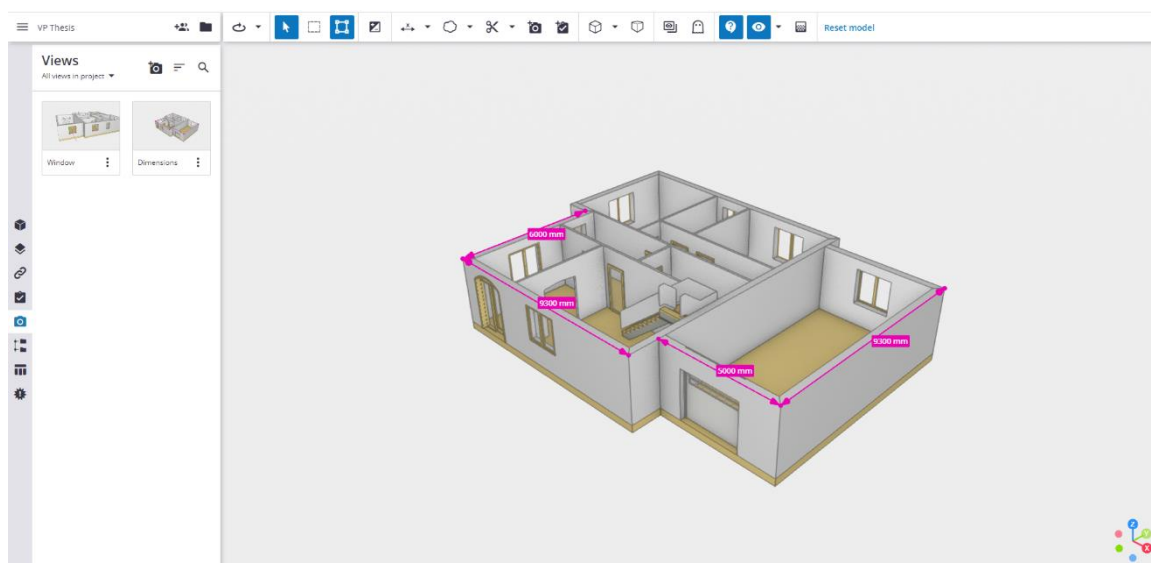 VP Thesis
Reset model
Views
All views in project
Window
Dimensions
6000 mm
9300 mm
5000 mm
9300 mm
Z
Y
X